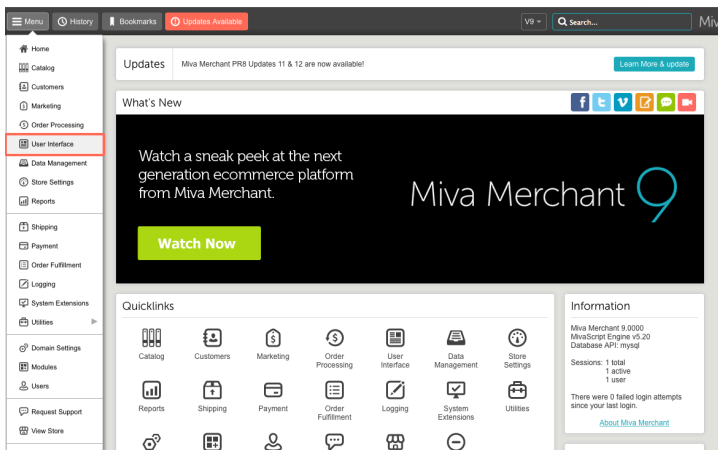 Menu
History
Bookmarks
Updates Available
V9
Search...
Home
Catalog
Customers
Marketing
Order Processing
User Interface
Data Management
Store Settings
Reports
Shipping
Payment
Order Fulfillment
Logging
System Extensions
Utilities
Domain Settings
Modules
Users
Request Support
View Store
Updates
Miva Merchant PR8 Updates 11 & 12 are now available!
Learn More & update
What's New
Watch a sneak peek at the next
generation ecommerce platform
from Miva Merchant.
Watch Now
Miva Merchant 9
Quicklinks
Catalog
Customers
Marketing
Order
Processing
User
Interface
Data
Management
Store
Settings
Reports
Shipping
Payment
Order
Fulfillment
Logging
System
Extensions
Utilities
Information
Miva Merchant 9.0000
MivaScript Engine v5.20
Database API: mysql
Sessions: 1 total
1 active
1 user
There were 0 failed login attempts
since your last login.
About Miva Merchant